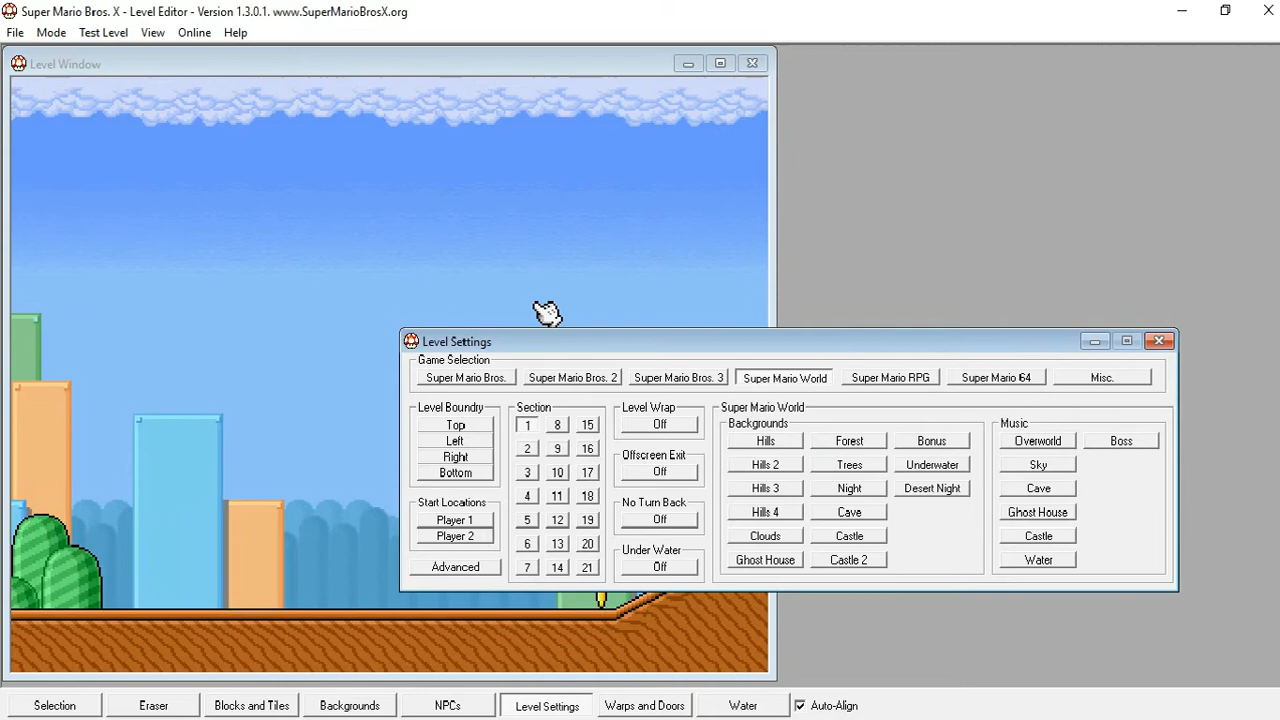 Super Mario Bros. X - Level Editor - Version 1.3.0.1. www.SuperMarioBrosX.org
File Mode Test Level View Online Help
Level Window
Level Settings
Game Selection
Super Mario Bros. Super Mario Bros. 2 Super Mario Bros. 3 Super Mario World Super Mario RPG Super Mario 64 Misc.
Level Boundry
Top
Left
Right
Bottom
Start Locations
Player 1
Player 2
Advanced
Section
1 8 15
2 9 16
3 10 17
4 11 18
5 12 19
6 13 20
7 14 21
Level Wrap
Off
Offscreen Exit
Off
No Turn Back
Off
Under Water
Off
Super Mario World
Backgrounds
Hills Forest Bonus
Hills 2 Trees Underwater
Hills 3 Night Desert Night
Hills 4 Cave
Clouds Castle
Ghost House Castle 2
Music
Overworld Boss
Sky
Cave
Ghost House
Castle
Water
Selection Eraser Blocks and Tiles Backgrounds NPCs Level Settings Warps and Doors Water Auto-Align